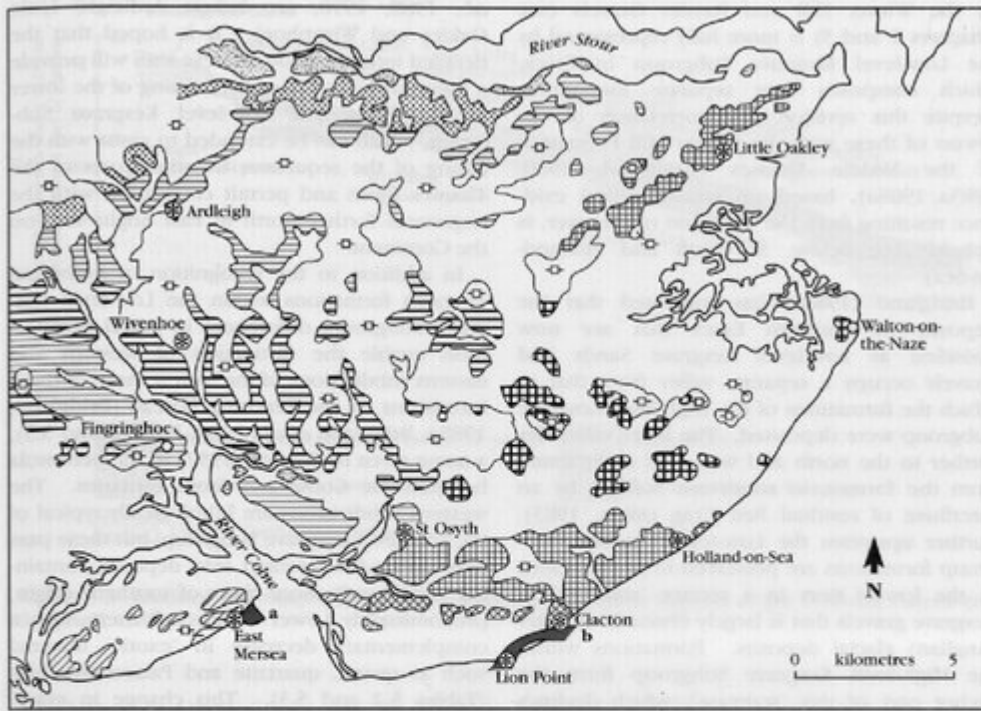 River Stour
Little Oakley
Ardleigh
Wivenhoe
Walton-on-
the-Naze
Fingringhoe
St Osyth
Holland-on-Sea
River Colne
N
a
East
Mersea
Clacton
b
Lion Point
0 kilometres 5